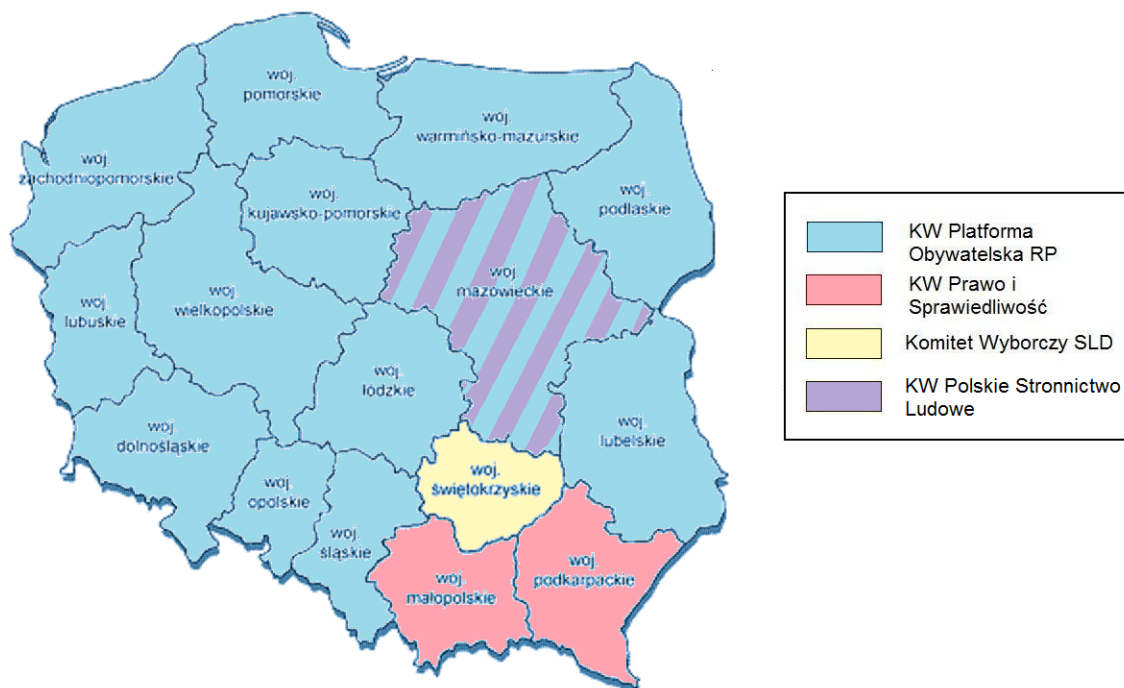 woj.
pomorskie
woj.
warmińsko-mazurskie
woj.
zachodniopomorskie
woj.
podlaskie
woj.
kujawsko-pomorskie
woj.
mazowieckie
woj.
lubuskie
woj.
wielkopolskie
woj.
łódzkie
woj.
dolnośląskie
woj.
lubelskie
woj.
opolskie
woj.
świętokrzyskie
woj.
śląskie
woj.
małopolskie
woj.
podkarpackie
KW Platforma
Obywatelska RP
KW Prawo i
Sprawiedliwość
Komitet Wyborczy SLD
KW Polskie Stronnictwo
Ludowe